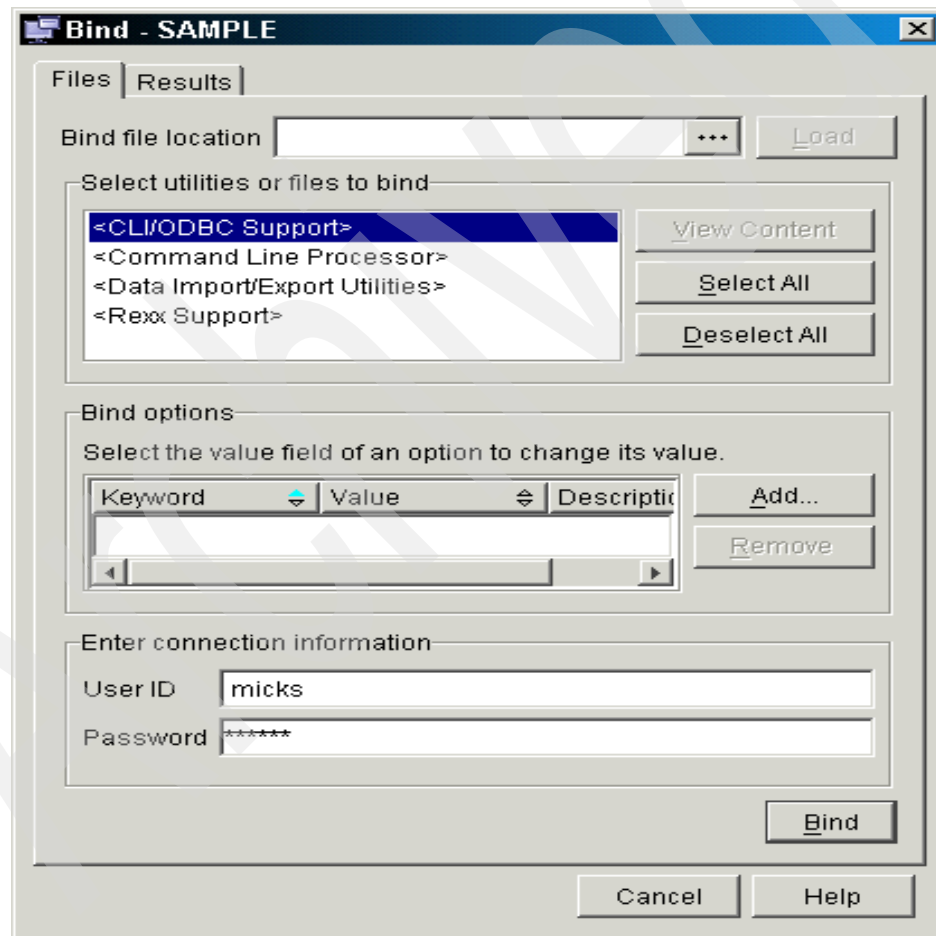 Bind - SAMPLE
Files
Results
Bind file location
...
Load
Select utilities or files to bind
<CLI/ODBC Support>
View Content
<Command Line Processor>
<Data Import/Export Utilities>
Select All
<Rexx Support>
Deselect All
Bind options
Select the value field of an option to change its value.
Keyword
Value
Descriptic
Add...
Remove
Enter connection information
User ID
micks
Password
******
Bind
Cancel
Help